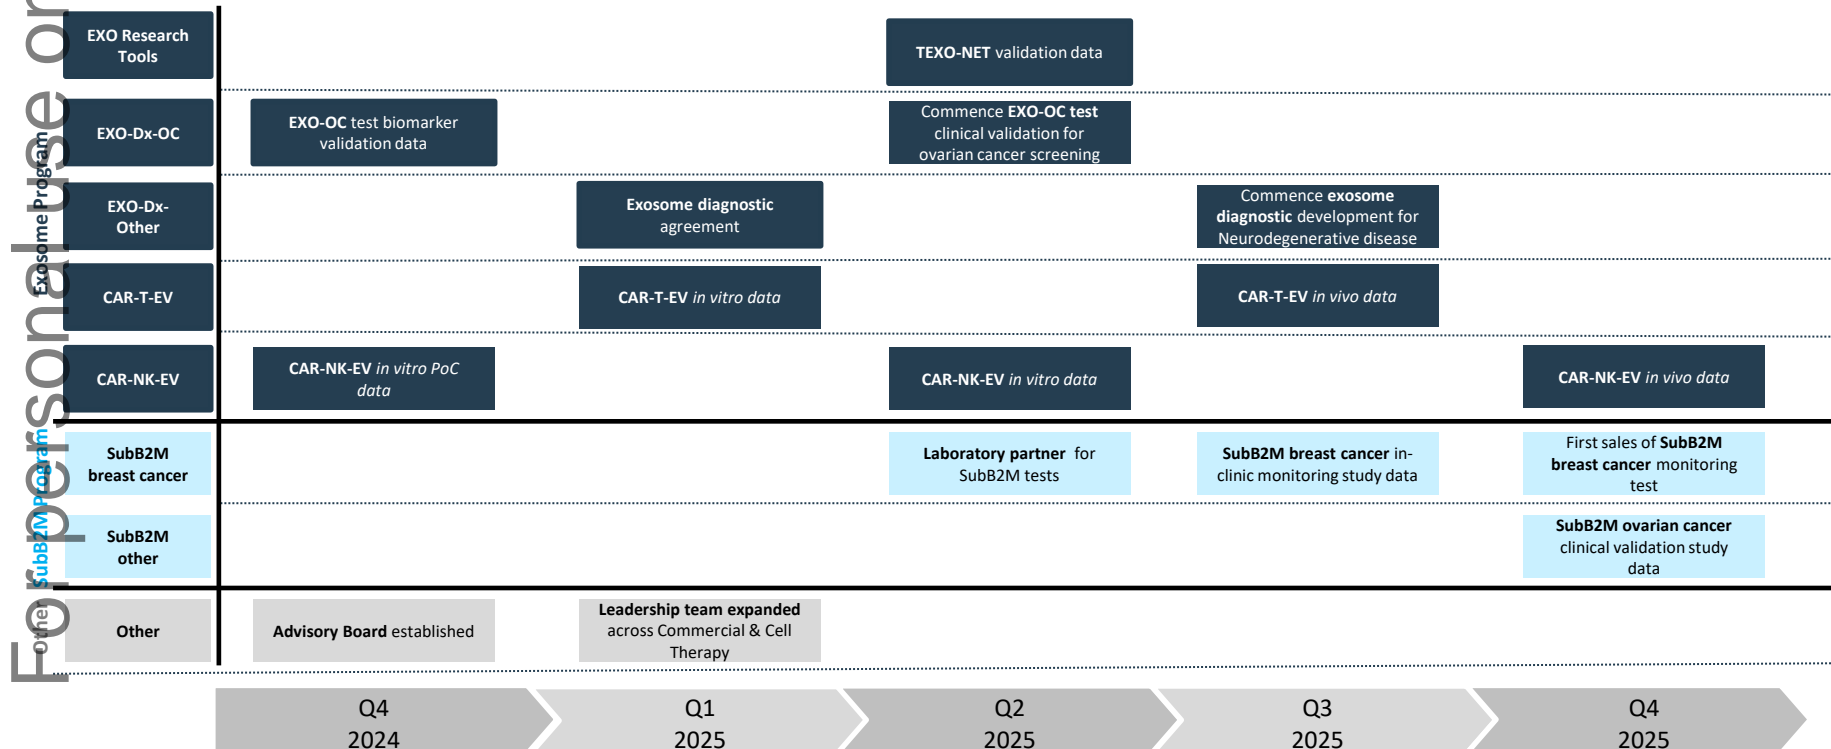 For personal use or
Exosome Program
SubB2M Program
Other
EXO Research
Tools
TEXO-NET validation data
EXO-Dx-OC
EXO-OC test biomarker
validation data
Commence EXO-OC test
clinical validation for
ovarian cancer screening
EXO-Dx-
Other
Exosome diagnostic
agreement
Commence exosome
diagnostic development for
Neurodegenerative disease
CAR-T-EV
CAR-T-EV in vitro data
CAR-T-EV in vivo data
CAR-NK-EV
CAR-NK-EV in vitro PoC
data
CAR-NK-EV in vitro data
CAR-NK-EV in vivo data
SubB2M
breast cancer
Laboratory partner for
SubB2M tests
SubB2M breast cancer in-
clinic monitoring study data
First sales of SubB2M
breast cancer monitoring
test
SubB2M
other
SubB2M ovarian cancer
clinical validation study
data
Other
Advisory Board established
Leadership team expanded
across Commercial & Cell
Therapy
Q4
2024
Q1
2025
Q2
2025
Q3
2025
Q4
2025